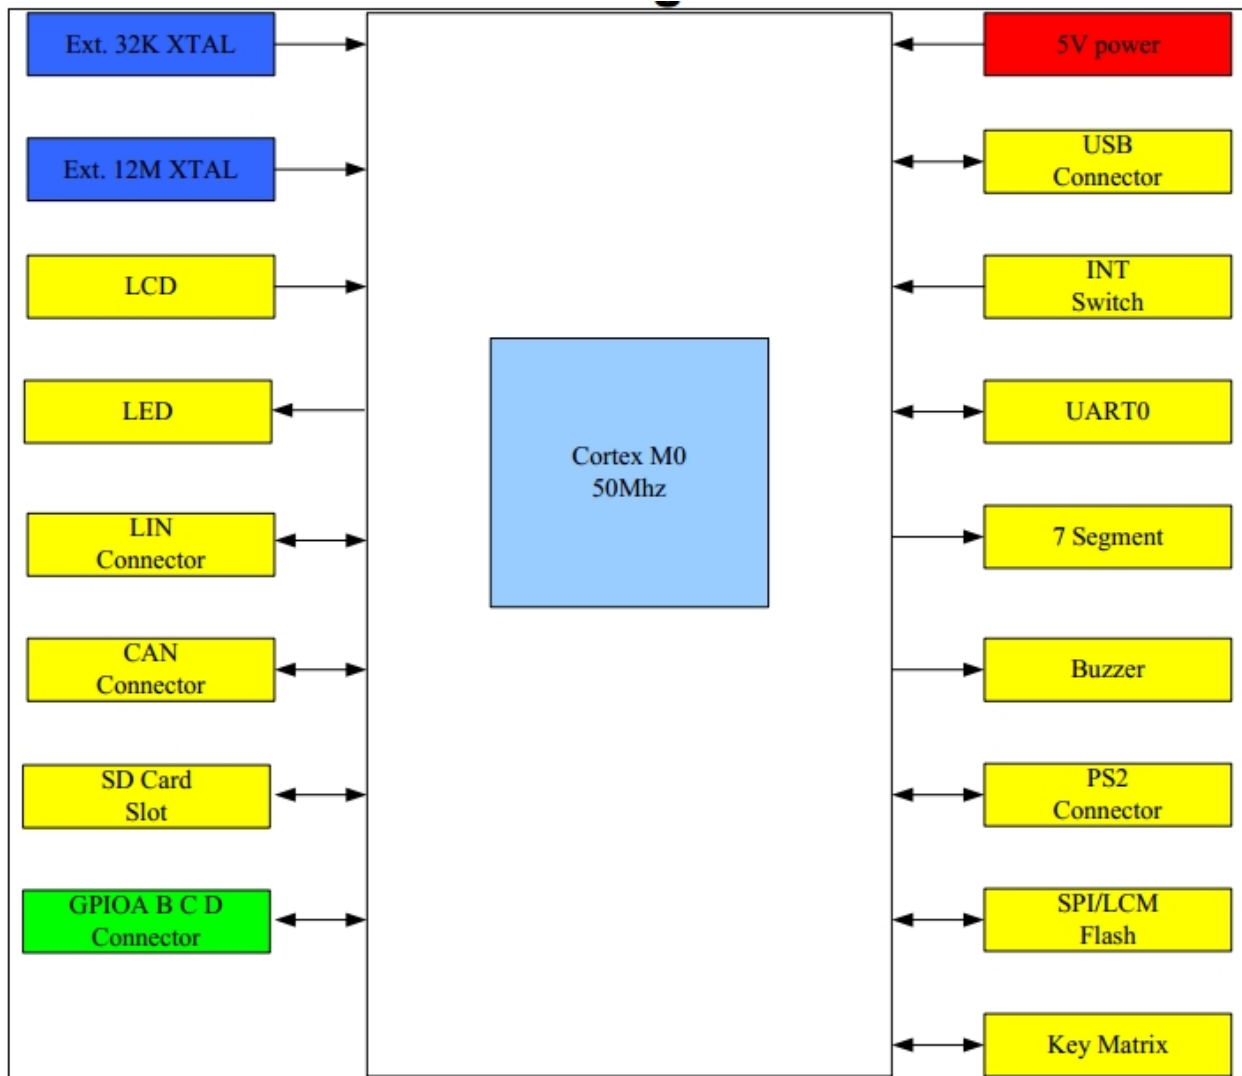 Ext. 32K XTAL
Ext. 12M XTAL
LCD
LED
LIN
Connector
CAN
Connector
SD Card
Slot
GPIOA B C D
Connector
Cortex M0
50Mhz
5V power
USB
Connector
INT
Switch
UART0
7 Segment
Buzzer
PS2
Connector
SPI/LCM
Flash
Key Matrix